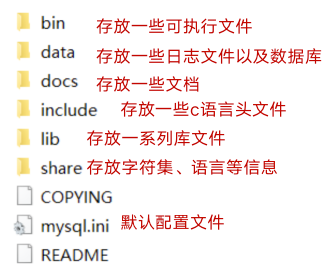 bin 存放一些可执行文件
data 存放一些日志文件以及数据库
docs 存放一些文档
include 存放一些c语言头文件
lib 存放一系列库文件
share 存放字符集、语言等信息
COPYING
mysql.ini 默认配置文件
README